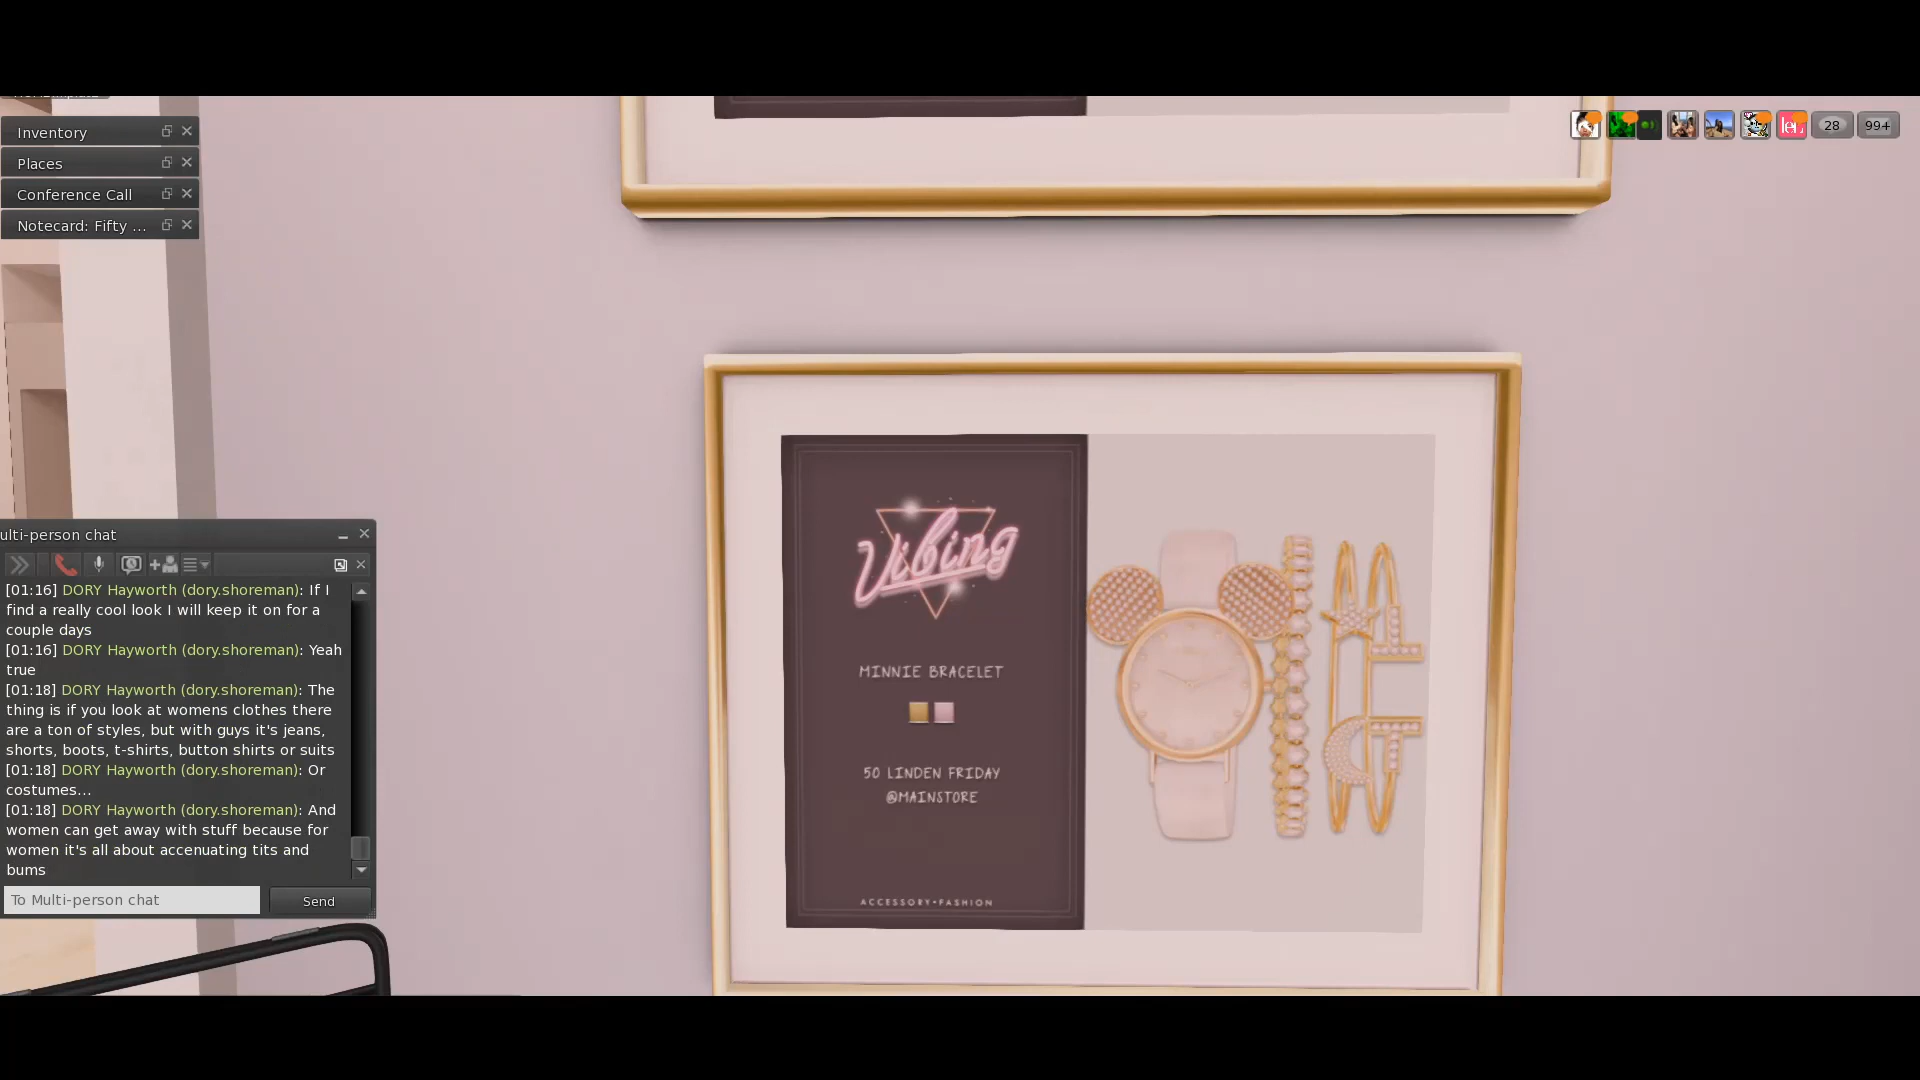 Inventory
Places
Conference Call
Notecard: Fifty ...
28
99+
ulti-person chat
[01:16] DORY Hayworth (dory.shoreman): If I
find a really cool look I will keep it on for a
couple days
[01:16] DORY Hayworth (dory.shoreman): Yeah
true
[01:18] DORY Hayworth (dory.shoreman): The
thing is if you look at womens clothes there
are a ton of styles, but with guys it's jeans,
shorts, boots, t-shirts, button shirts or suits
[01:18] DORY Hayworth (dory.shoreman): Or
costumes...
[01:18] DORY Hayworth (dory.shoreman): And
women can get away with stuff because for
women it's all about accenuating tits and
bums
To Multi-person chat
Send
Vibing
MINNIE BRACELET
50 LINDEN FRIDAY
@MAINSTORE
ACCESSORY•FASHION